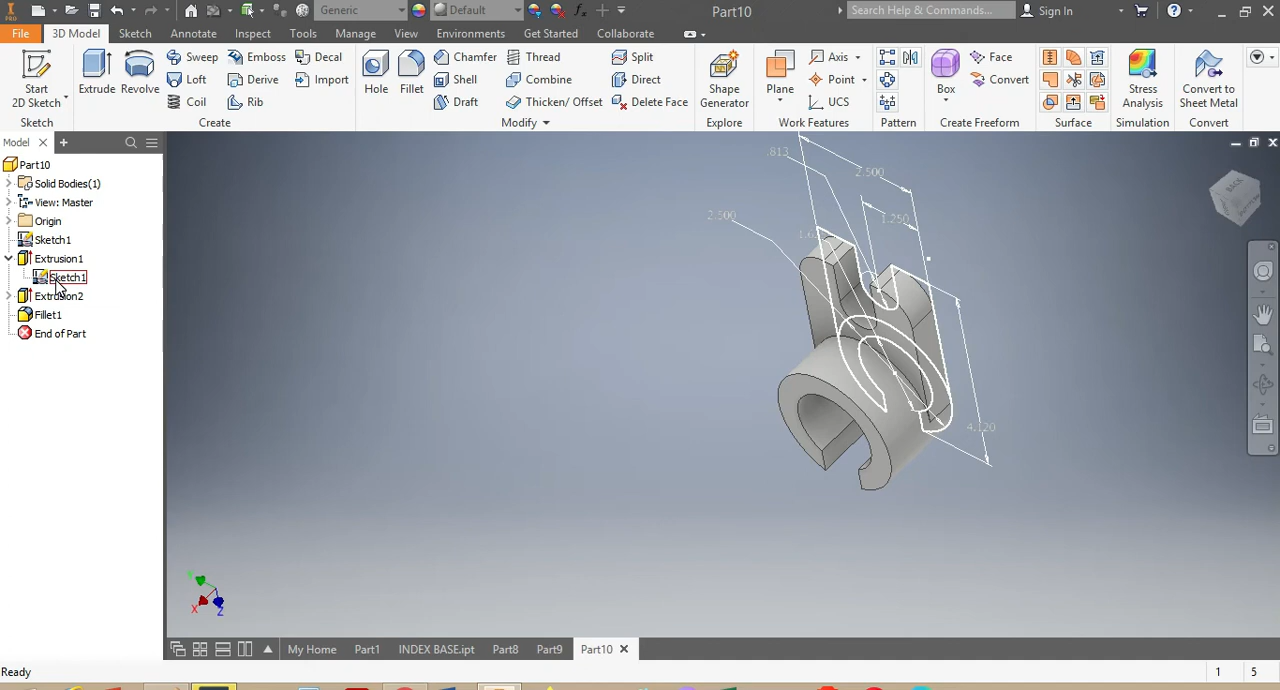 PRO
Generic
Default
Part10
Search Help & Commands...
Sign In
File
3D Model
Sketch
Annotate
Inspect
Tools
Manage
View
Environments
Get Started
Collaborate
Start
2D Sketch
Extrude
Revolve
Sweep
Loft
Coil
Emboss
Derive
Rib
Decal
Import
Hole
Fillet
Chamfer
Shell
Draft
Thread
Combine
Thicken/ Offset
Split
Direct
Delete Face
Shape
Generator
Plane
Axis
Point
UCS
Box
Face
Convert
Stress
Analysis
Convert to
Sheet Metal
Sketch
Create
Modify
Explore
Work Features
Pattern
Create Freeform
Surface
Simulation
Convert
Model
Part10
Solid Bodies(1)
View: Master
Origin
Sketch1
Extrusion1
Sketch1
Extrusion2
Fillet1
End of Part
.813
2.500
2.500
1.250
4.120
BACK
X
Z
My Home
Part1
INDEX BASE.ipt
Part8
Part9
Part10
Ready
1
5